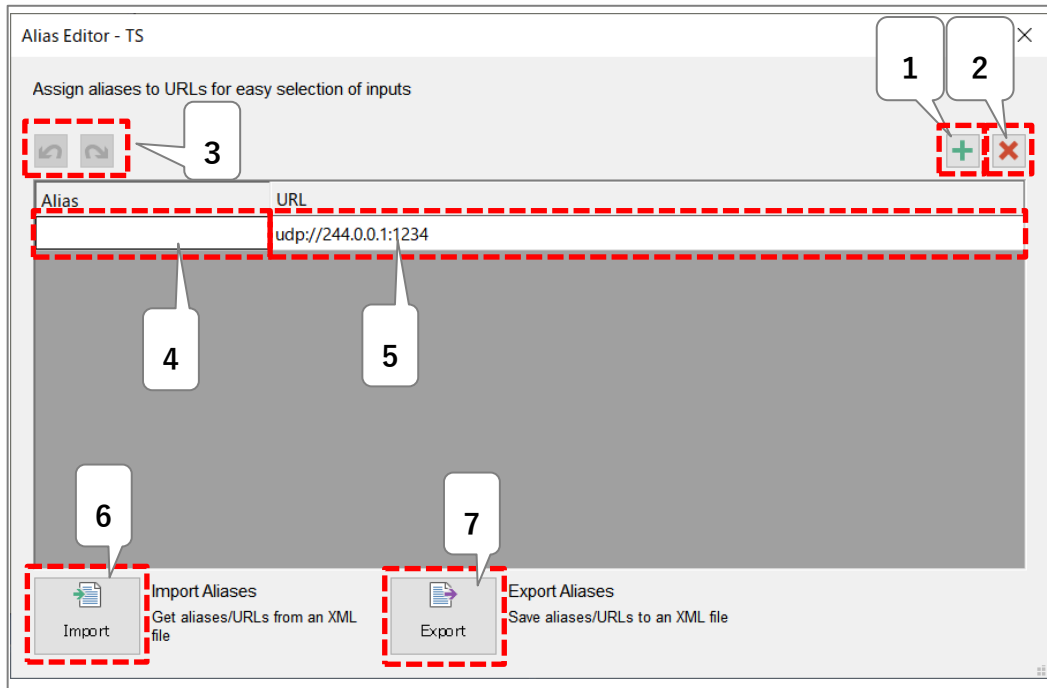 Alias Editor - TS
1
2
Assign aliases to URLs for easy selection of inputs
3
Alias
URL
udp://244.0.0.1:1234
4
5
6
7
Import
Import Aliases
Get aliases/URLs from an XML
file
Export
Export Aliases
Save aliases/URLs to an XML file